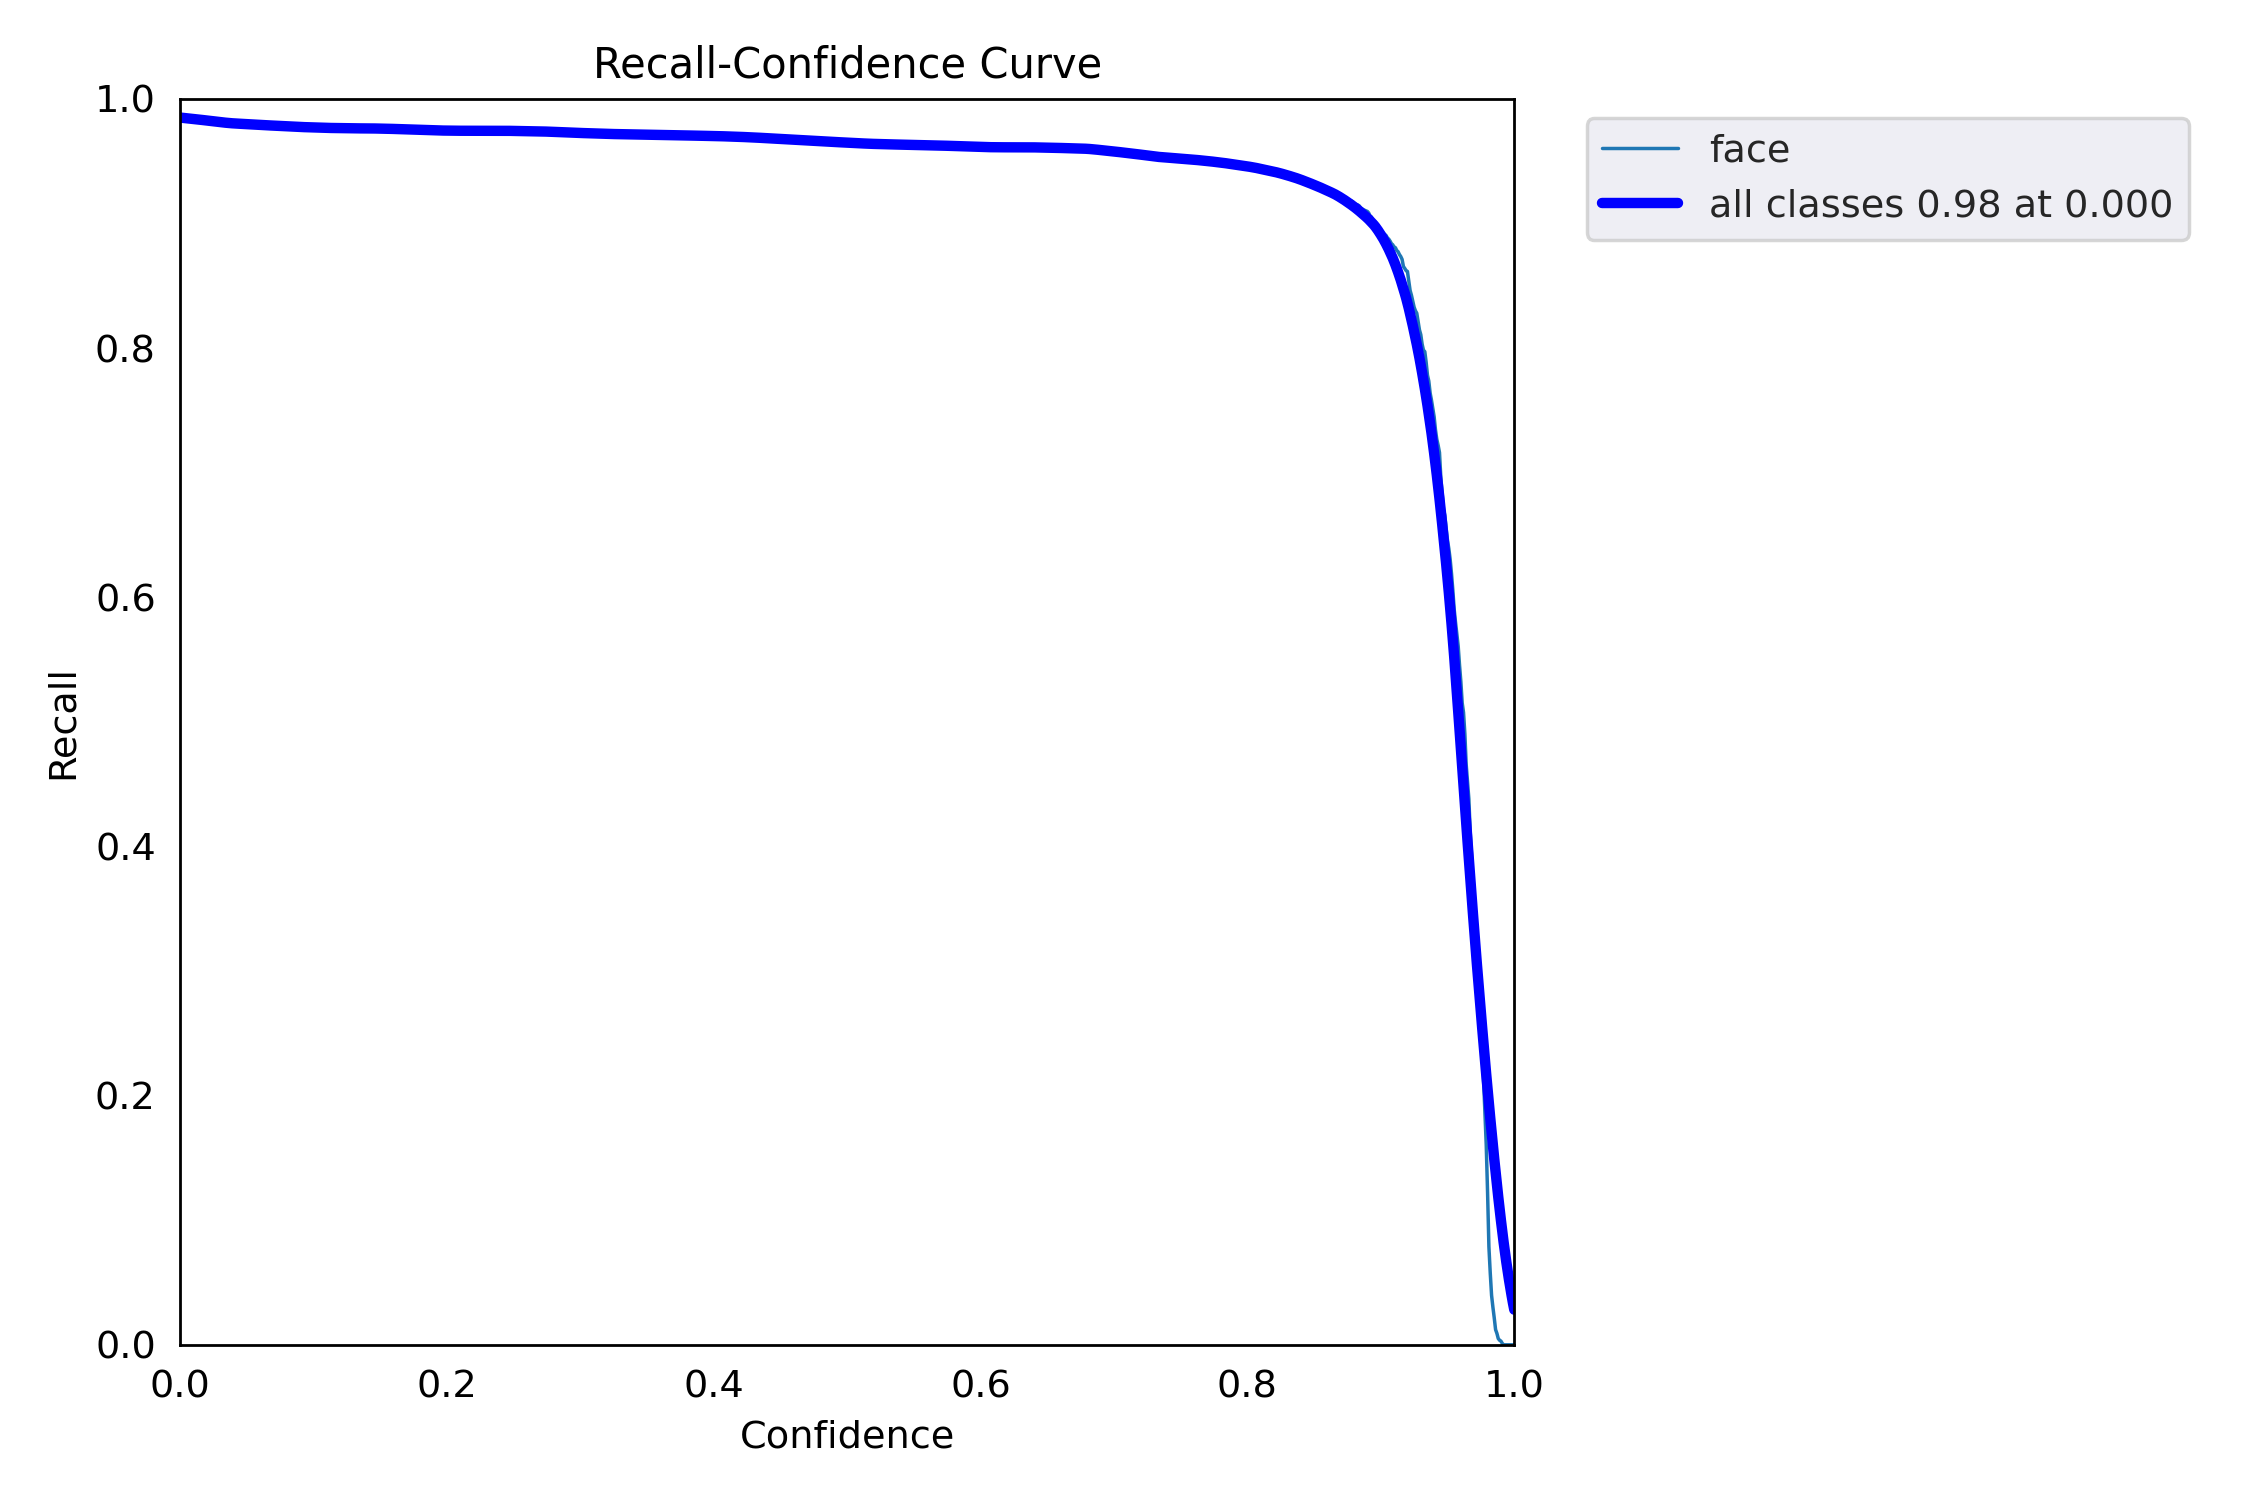 Recall-Confidence Curve
1.0
0.8
0.6
0.4
0.2
0.0
Recall
0.0 0.2 0.4 0.6 0.8 1.0
Confidence
face
all classes 0.98 at 0.000